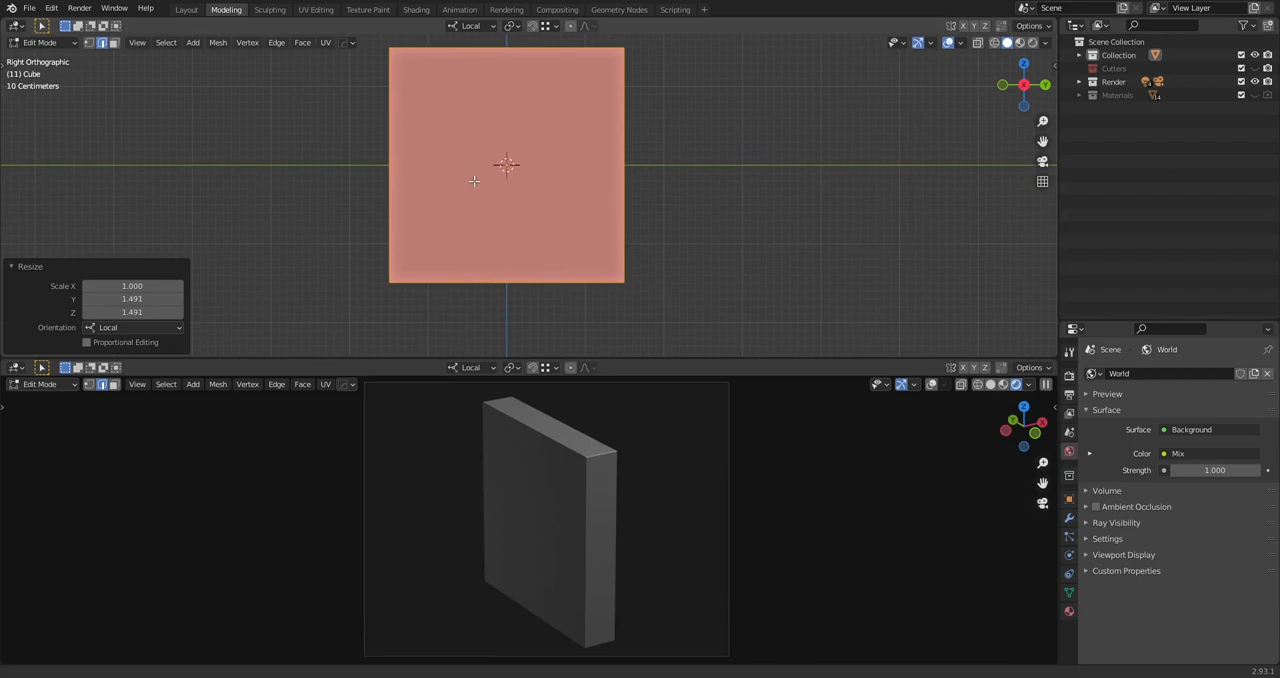 File Edit Render Window Help Layout Modeling Sculpting UV Editing Texture Paint Shading Animation Rendering Compositing Geometry Nodes Scripting + Scene View Layer
Local X Y Z Options
Edit Mode View Select Add Mesh Vertex Edge Face UV
Right Orthographic
(11) Cube
10 Centimeters
Z
X
Y
Resize
Scale X 1.000
Y 1.491
Z 1.491
Orientation Local
Proportional Editing
Scene Collection
Collection
Cutters
Render
Materials 14
Scene World
World
Preview
Surface
Surface Background
Color Mix
Strength 1.000
Volume
Ambient Occlusion
Ray Visibility
Settings
Viewport Display
Custom Properties
Local X Y Z Options
Edit Mode View Select Add Mesh Vertex Edge Face UV
Z
Y
X
2.93.1